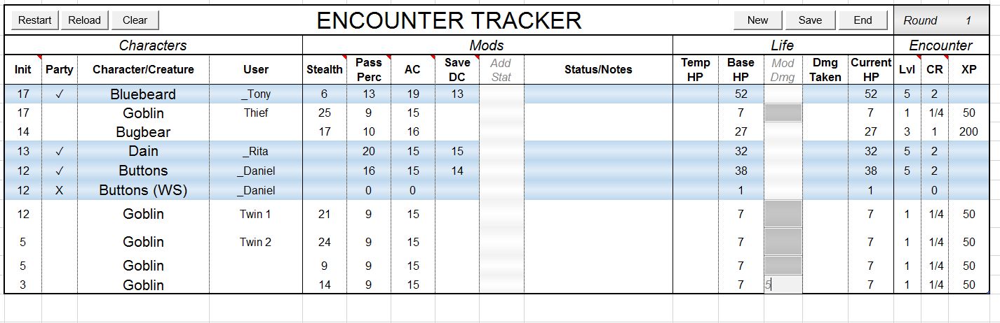 Restart Reload Clear ENCOUNTER TRACKER New Save End Round 1
Characters Mods Life Encounter
Init Party Character/Creature User Stealth Pass Perc AC Save DC Add Stat Status/Notes Temp HP Base HP Mod Dmg Dmg Taken Current HP Lvl CR XP
17 ✓ Bluebeard _Tony 6 13 19 13 52 52 5 2
17 Goblin Thief 25 9 15 7 7 1 1/4 50
14 Bugbear 17 10 16 27 27 3 1 200
13 ✓ Dain _Rita 20 15 15 32 32 5 2
12 ✓ Buttons _Daniel 16 15 14 38 38 5 2
12 X Buttons (WS) _Daniel 0 0 1 1 0
12 Goblin Twin 1 21 9 15 7 7 1 1/4 50
5 Goblin Twin 2 24 9 15 7 7 1 1/4 50
5 Goblin 9 9 15 7 7 1 1/4 50
3 Goblin 14 9 15 7 5 7 1 1/4 50